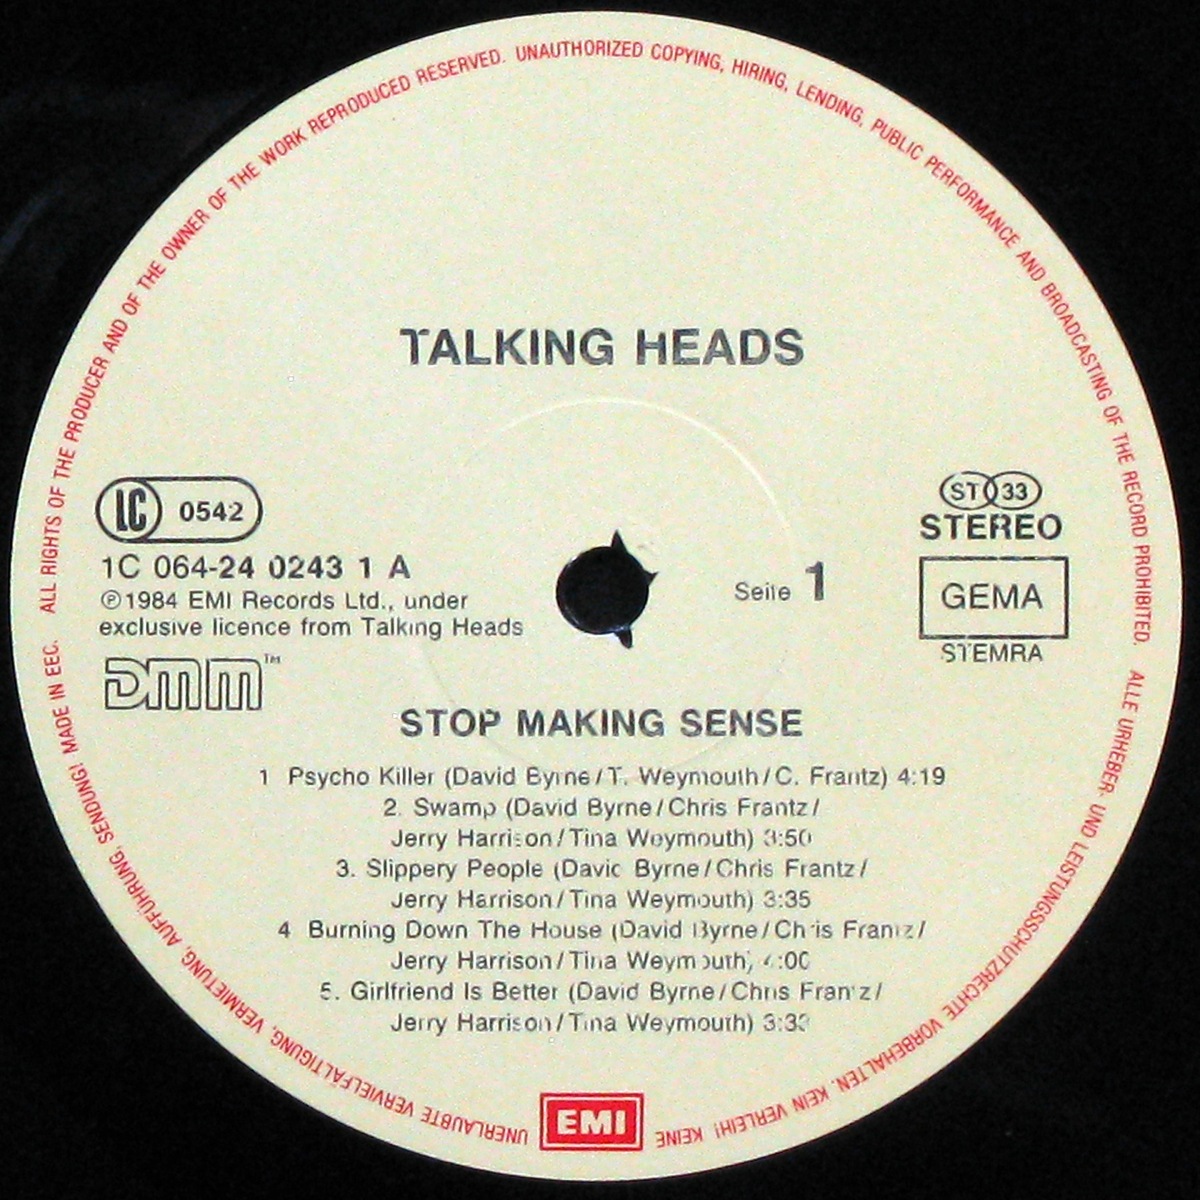 ALL RIGHTS OF THE PRODUCER AND OF THE OWNER OF THE WORK REPRODUCED RESERVED. UNAUTHORIZED COPYING, HIRING, LENDING, PUBLIC PERFORMANCE AND BROADCASTING OF THE RECORD PROHIBITED.
TALKING HEADS
LC 0542
1C 064-24 0243 1 A
℗ 1984 EMI Records Ltd., under
exclusive licence from Talking Heads
DMM™
Seite 1
ST 33
STEREO
GEMA
STEMRA
STOP MAKING SENSE
1 Psycho Killer (David Byrne/T. Weymouth/C. Frantz) 4:19
2. Swamp (David Byrne/Chris Frantz/
Jerry Harrison/Tina Weymouth) 3:50
3. Slippery People (David Byrne/Chris Frantz/
Jerry Harrison/Tina Weymouth) 3:35
4 Burning Down The House (David Byrne/Chris Frantz/
Jerry Harrison/Tina Weymouth) 4:00
5. Girlfriend Is Better (David Byrne/Chris Frantz/
Jerry Harrison/Tina Weymouth) 3:33
ALLE URHEBER- UND LEISTUNGSSCHUTZRECHTE VORBEHALTEN. KEIN VERLEIH! KEINE
EMI
UNERLAUBTE VERVIELFÄLTIGUNG, VERMIETUNG, AUFFÜHRUNG, SENDUNG! MADE IN EEC.